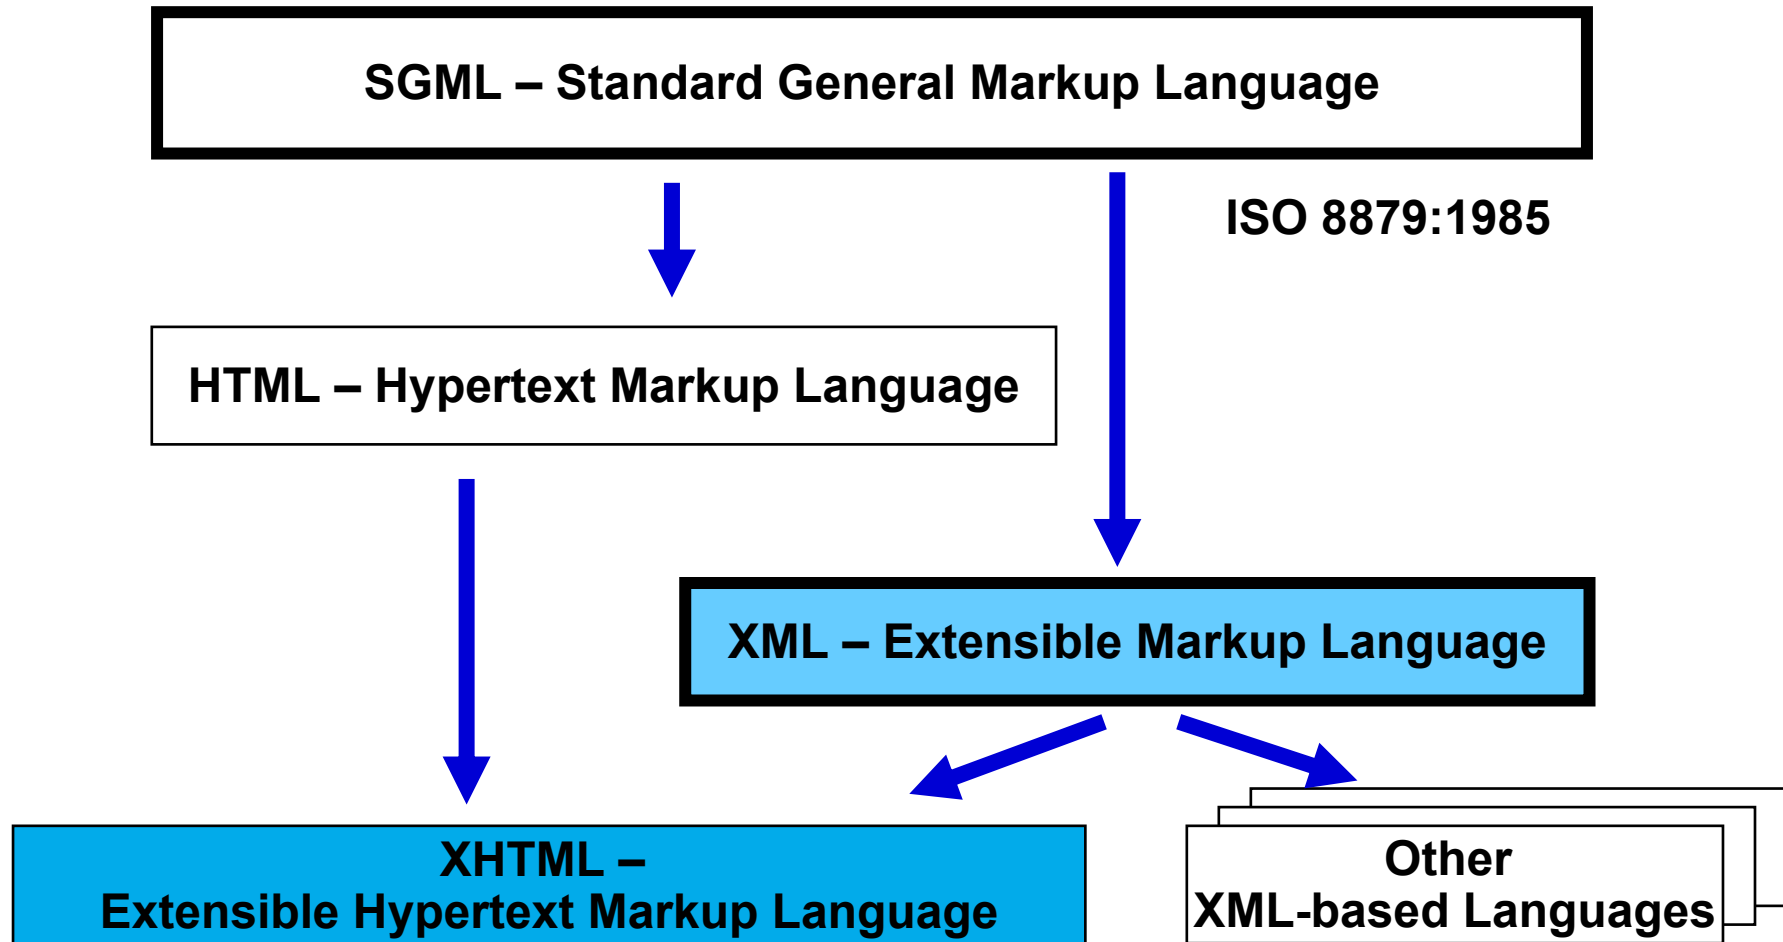 SGML – Standard General Markup Language
ISO 8879:1985
HTML – Hypertext Markup Language
XML – Extensible Markup Language
XHTML –
Extensible Hypertext Markup Language
Other
XML-based Languages